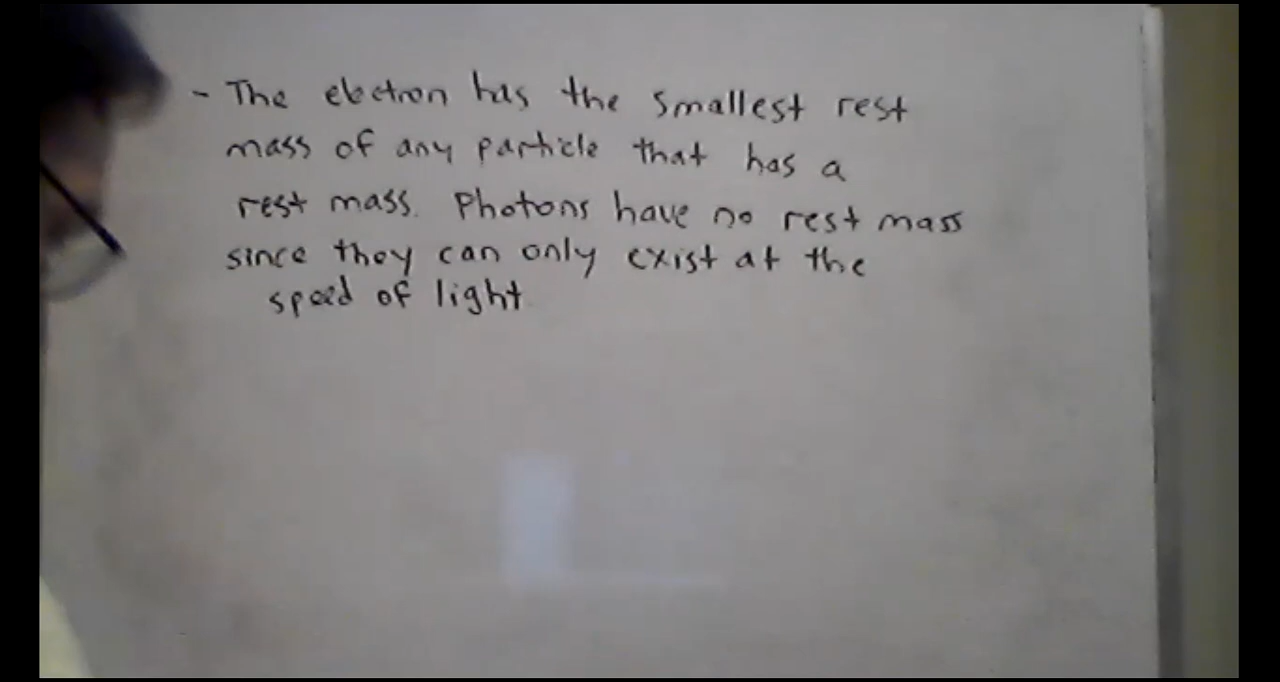 - The electron has the smallest rest
mass of any particle that has a
rest mass. Photons have no rest mass
since they can only exist at the
speed of light